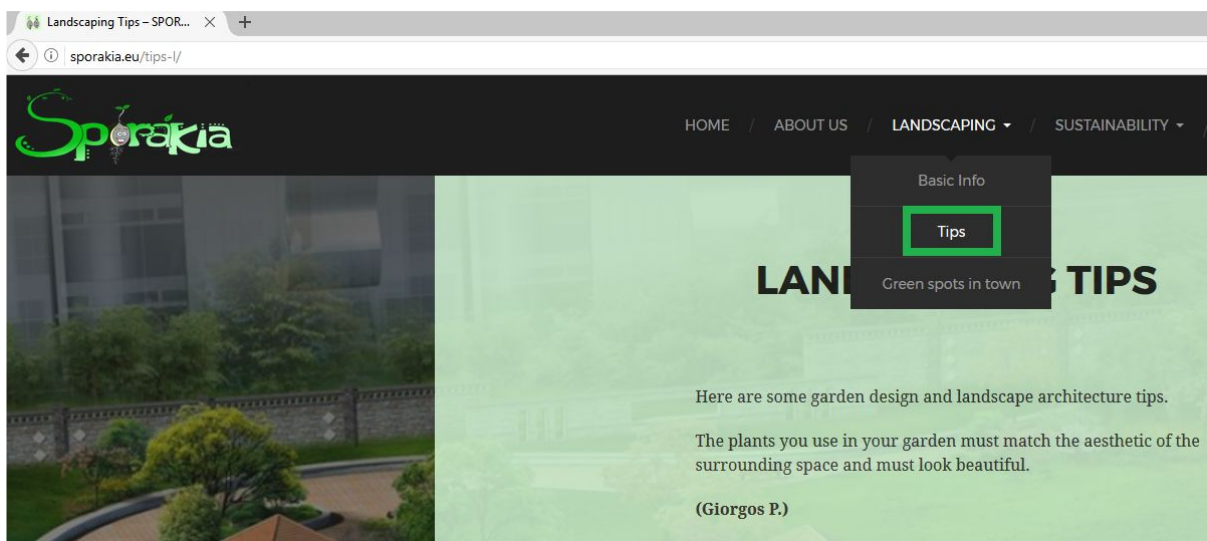 Landscaping Tips – SPOR...
sporakia.eu/tips-l/
Sporakia
HOME / ABOUT US / LANDSCAPING / SUSTAINABILITY /
Basic Info
Tips
Green spots in town
LAND TIPS
Here are some garden design and landscape architecture tips.
The plants you use in your garden must match the aesthetic of the
surrounding space and must look beautiful.
(Giorgos P.)